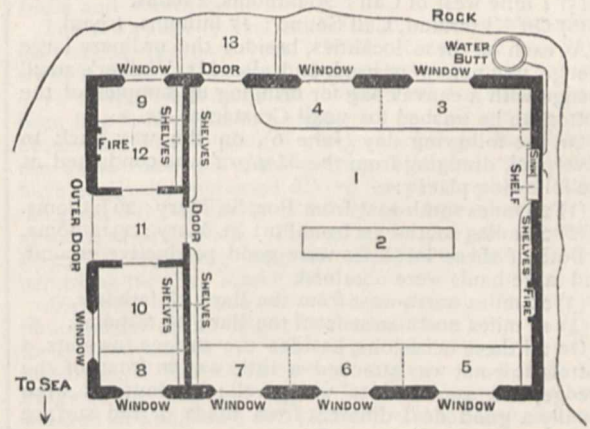 ROCK
13
WATER
BUTT
WINDOW
DOOR
WINDOW
WINDOW
9
SHELVES
4
3
FIRE
12
SINK
SHELF
1
OUTER DOOR
11
DOOR
2
SHELVES
SHELVES
FIRE
10
WINDOW
8
7
6
5
TO SEA
WINDOW
WINDOW
WINDOW
WINDOW